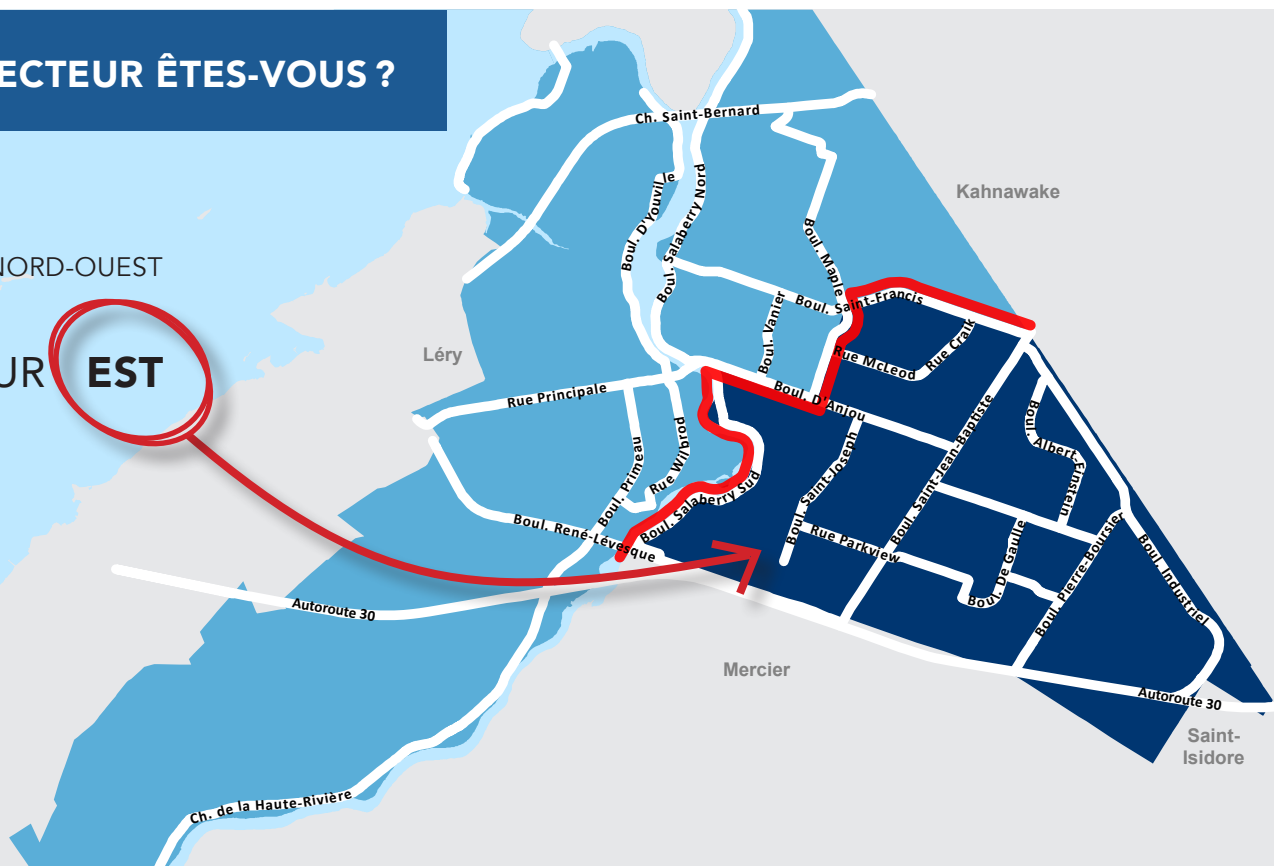 ECTEUR ÊTES-VOUS ?
Ch. Saint-Bernard
Kahnawake
Boul. D'Youville
Boul. Salaberry Nord
Boul. Maple
NORD-OUEST
Boul. Saint-Francis
Boul. Vanier
Rue Craik
Rue McLeod
Léry
UR EST
Rue Principale
Boul. D'Anjou
Boul. Saint-Jean-Baptiste
Boul. Albert-Einstein
Boul. Primeau
Rue Wilbrod
Boul. Saint-Joseph
Boul. Salaberry Sud
Boul. René-Lévesque
Rue Parkview
Boul. De Gaulle
Boul. Pierre-Boursier
Boul. Industriel
Autoroute 30
Mercier
Autoroute 30
Saint-
Isidore
Ch. de la Haute-Rivière